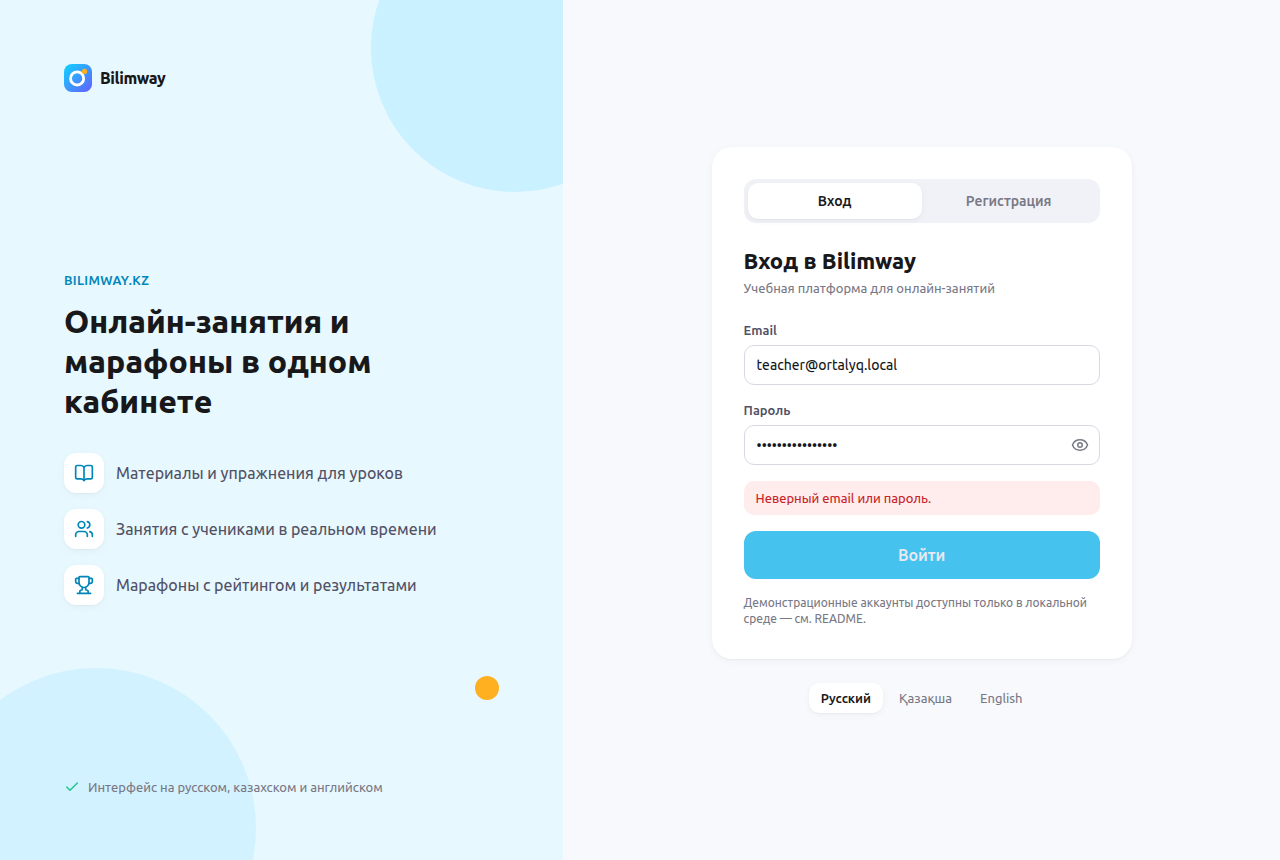 Bilimway
BILIMWAY.KZ
Онлайн-занятия и
марафоны в одном
кабинете
Материалы и упражнения для уроков
Занятия с учениками в реальном времени
Марафоны с рейтингом и результатами
Интерфейс на русском, казахском и английском
Вход
Регистрация
Вход в Bilimway
Учебная платформа для онлайн-занятий
Email
teacher@ortalyq.local
Пароль
••••••••••••••••
Неверный email или пароль.
Войти
Демонстрационные аккаунты доступны только в локальной
среде — см. README.
Русский
Қазақша
English